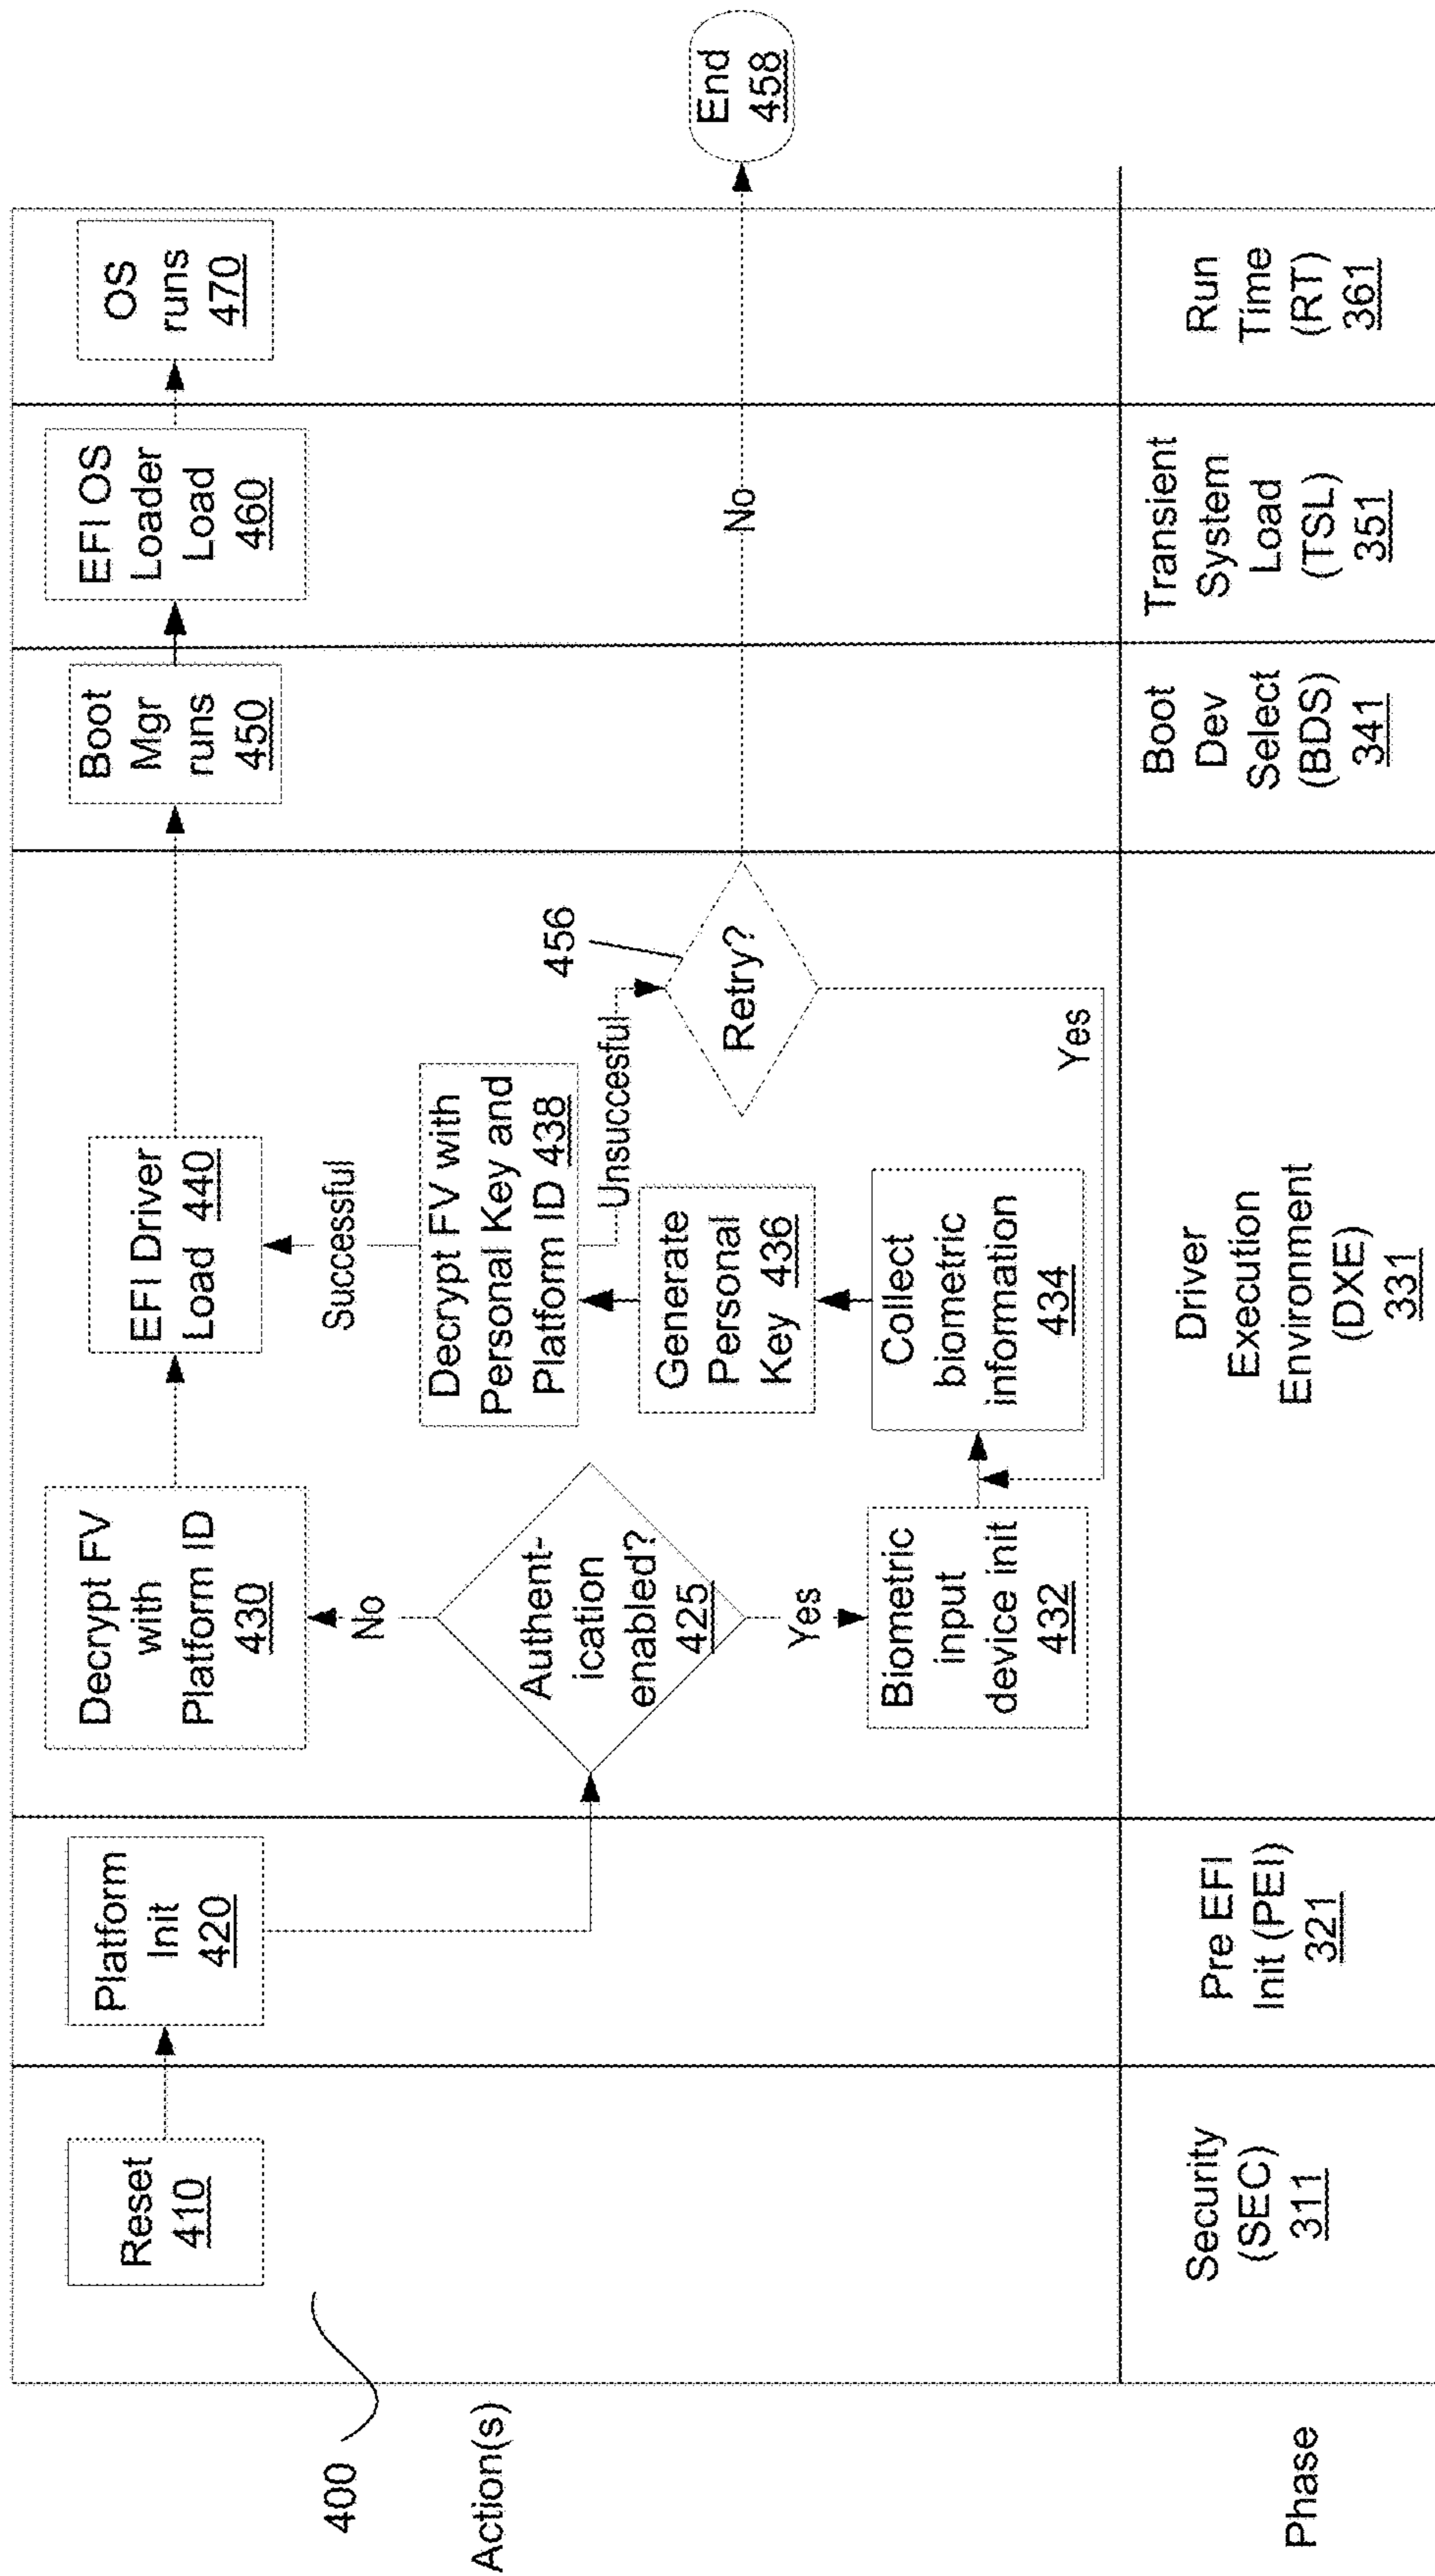 400
Action(s)
Reset
410
Platform
Init
420
Decrypt FV
with
Platform ID
430
No
Authent-
ication
enabled?
425
Yes
Biometric
input
device init
432
EFI Driver
Load 440
Successful
Decrypt FV with
Personal Key and
Platform ID 438
Unsuccesful
Generate
Personal
Key 436
Collect
biometric
information
434
456
Retry?
Yes
Boot
Mgr
runs
450
EFI OS
Loader
Load
460
No
OS
runs
470
End
458
Phase
Security
(SEC)
311
Pre EFI
Init (PEI)
321
Driver
Execution
Environment
(DXE)
331
Boot
Dev
Select
(BDS)
341
Transient
System
Load
(TSL)
351
Run
Time
(RT)
361